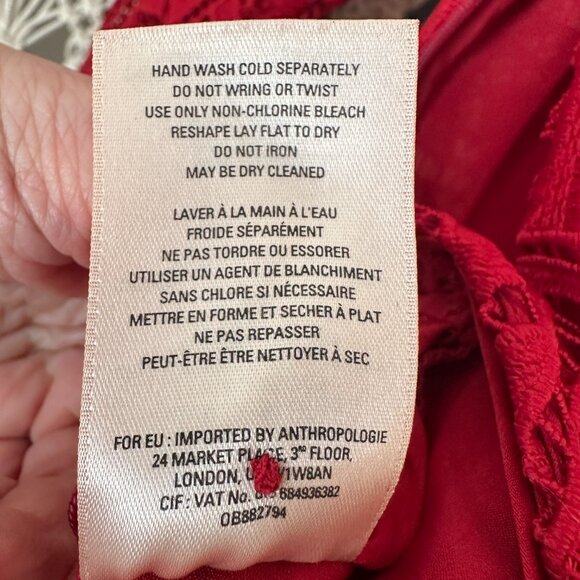 HAND WASH COLD SEPARATELY
DO NOT WRING OR TWIST
USE ONLY NON-CHLORINE BLEACH
RESHAPE LAY FLAT TO DRY
DO NOT IRON
MAY BE DRY CLEANED
LAVER À LA MAIN À L'EAU
FROIDE SÉPARÉMENT
NE PAS TORDRE OU ESSORER
UTILISER UN AGENT DE BLANCHIMENT
SANS CHLORE SI NÉCESSAIRE
METTRE EN FORME ET SECHER À PLAT
NE PAS REPASSER
PEUT-ÊTRE ÊTRE NETTOYER À SEC
FOR EU : IMPORTED BY ANTHROPOLOGIE
24 MARKET 3RD FLOOR,
LONDON,
CIF : VAT No. 684936382
OB882794